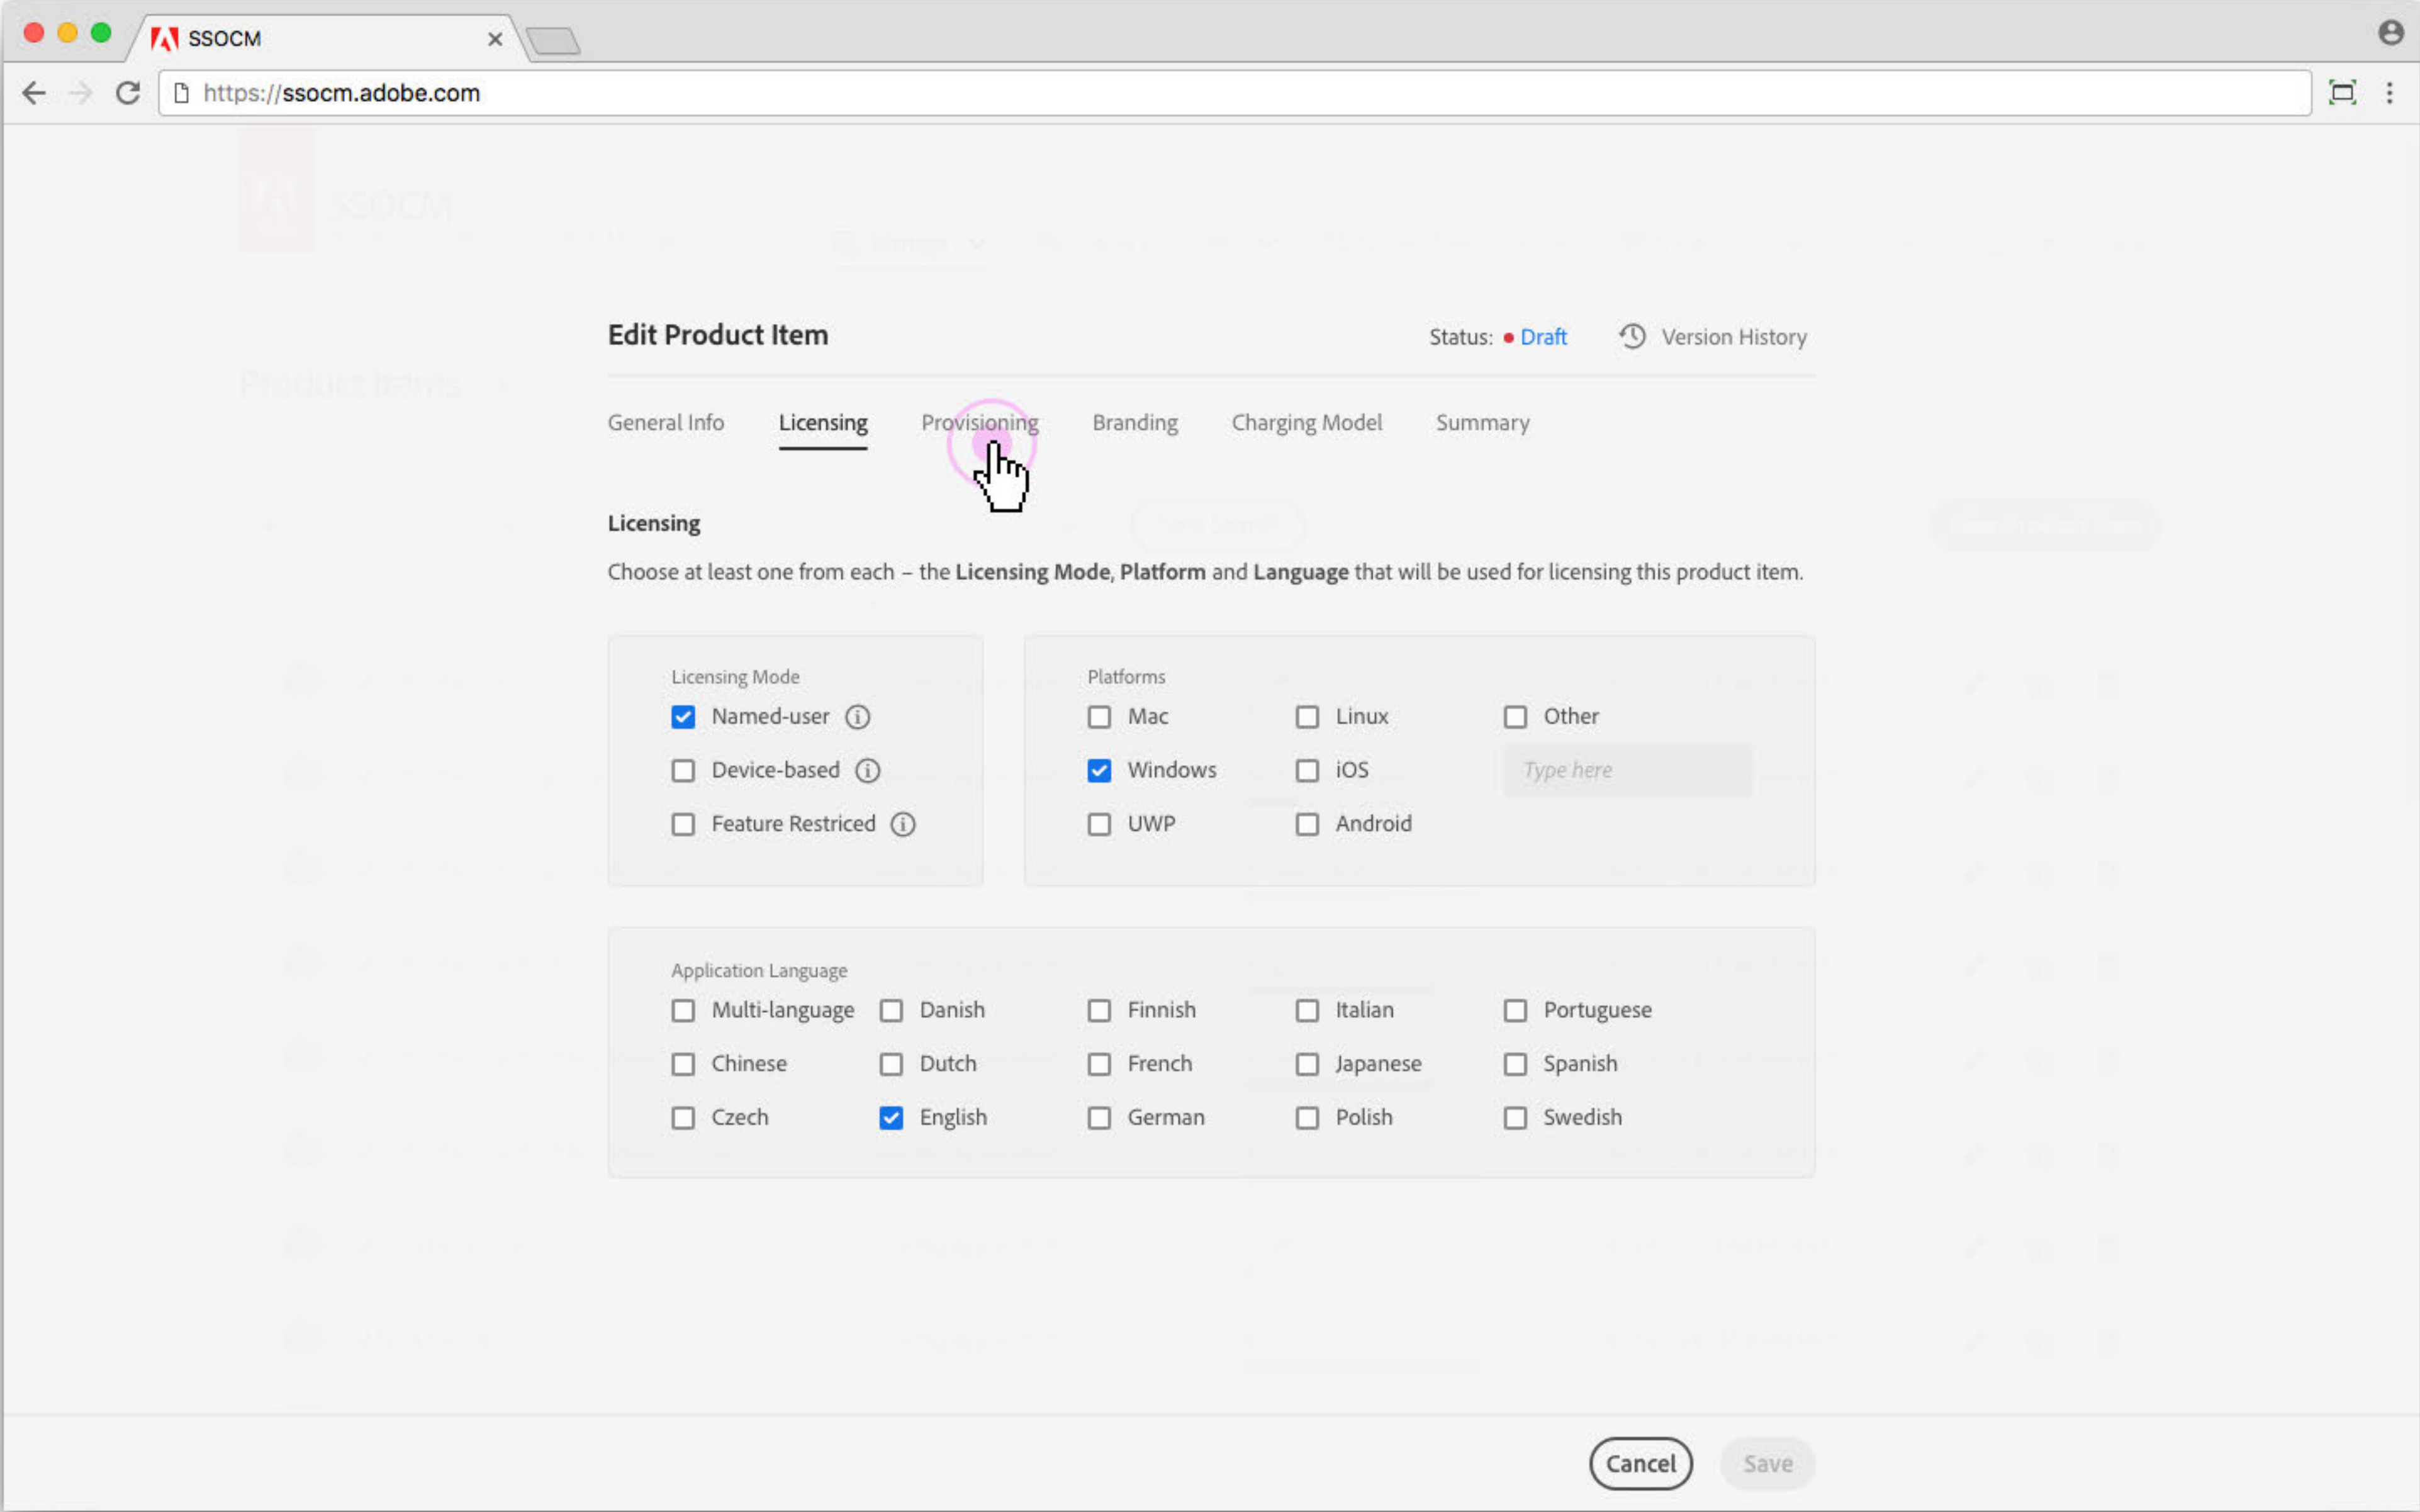 SSOCM
https://ssocm.adobe.com
SSOCM
Manage
Edit Product Item
Status: Draft Version History
Product Items
General Info Licensing Provisioning Branding Charging Model Summary
Licensing
Choose at least one from each – the Licensing Mode, Platform and Language that will be used for licensing this product item.
Licensing Mode
Named-user
Device-based
Feature Restriced
Platforms
Mac Linux Other
Windows iOS Type here
UWP Android
Application Language
Multi-language Danish Finnish Italian Portuguese
Chinese Dutch French Japanese Spanish
Czech English German Polish Swedish
Cancel Save